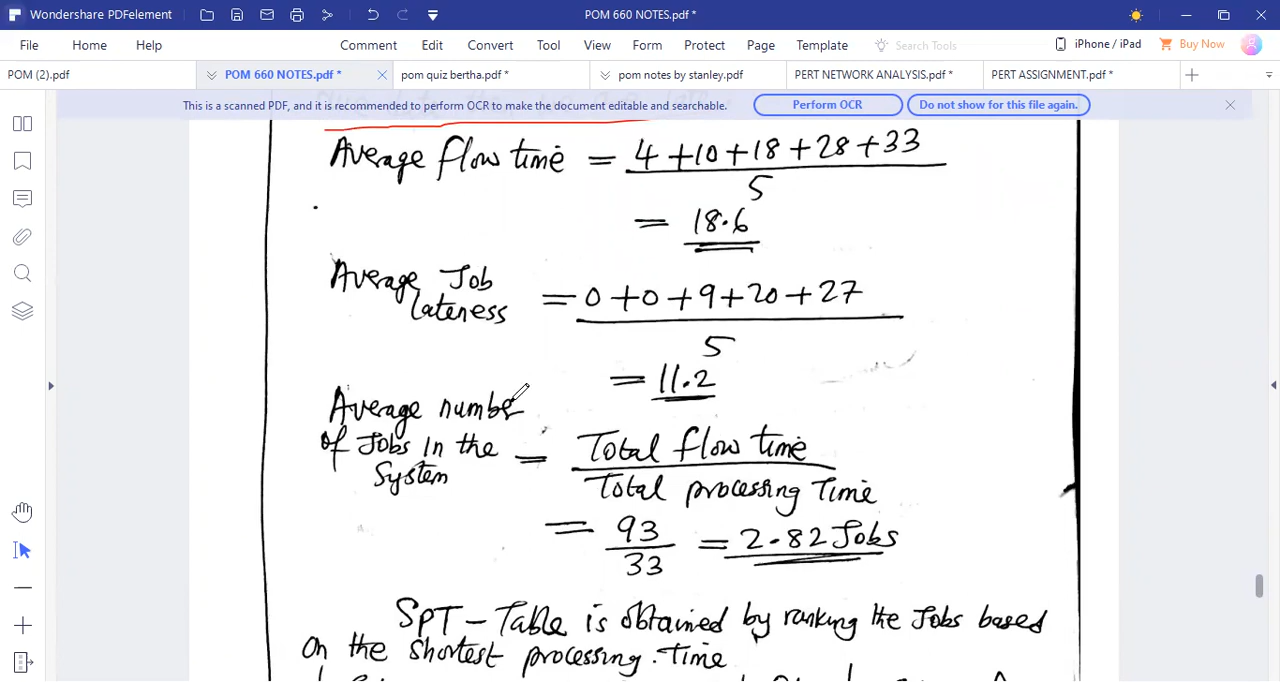 Wondershare PDFelement
POM 660 NOTES.pdf *
File Home Help Comment Edit Convert Tool View Form Protect Page Template Search Tools iPhone / iPad Buy Now
POM (2).pdf POM 660 NOTES.pdf * pom quiz bertha.pdf * pom notes by stanley.pdf PERT NETWORK ANALYSIS.pdf * PERT ASSIGNMENT.pdf *
This is a scanned PDF, and it is recommended to perform OCR to make the document editable and searchable. Perform OCR Do not show for this file again.
Average flow time = 4 +10 +18 +28 +33
5
= 18.6
Average Job
lateness = 0 +0 +9 +20 +27
5
= 11.2
Average number
of Jobs in the
System = Total flow time
Total processing Time
= 93
33
= 2.82 Jobs
SPT - Table is obtained by ranking the Jobs based
on the shortest processing. Time